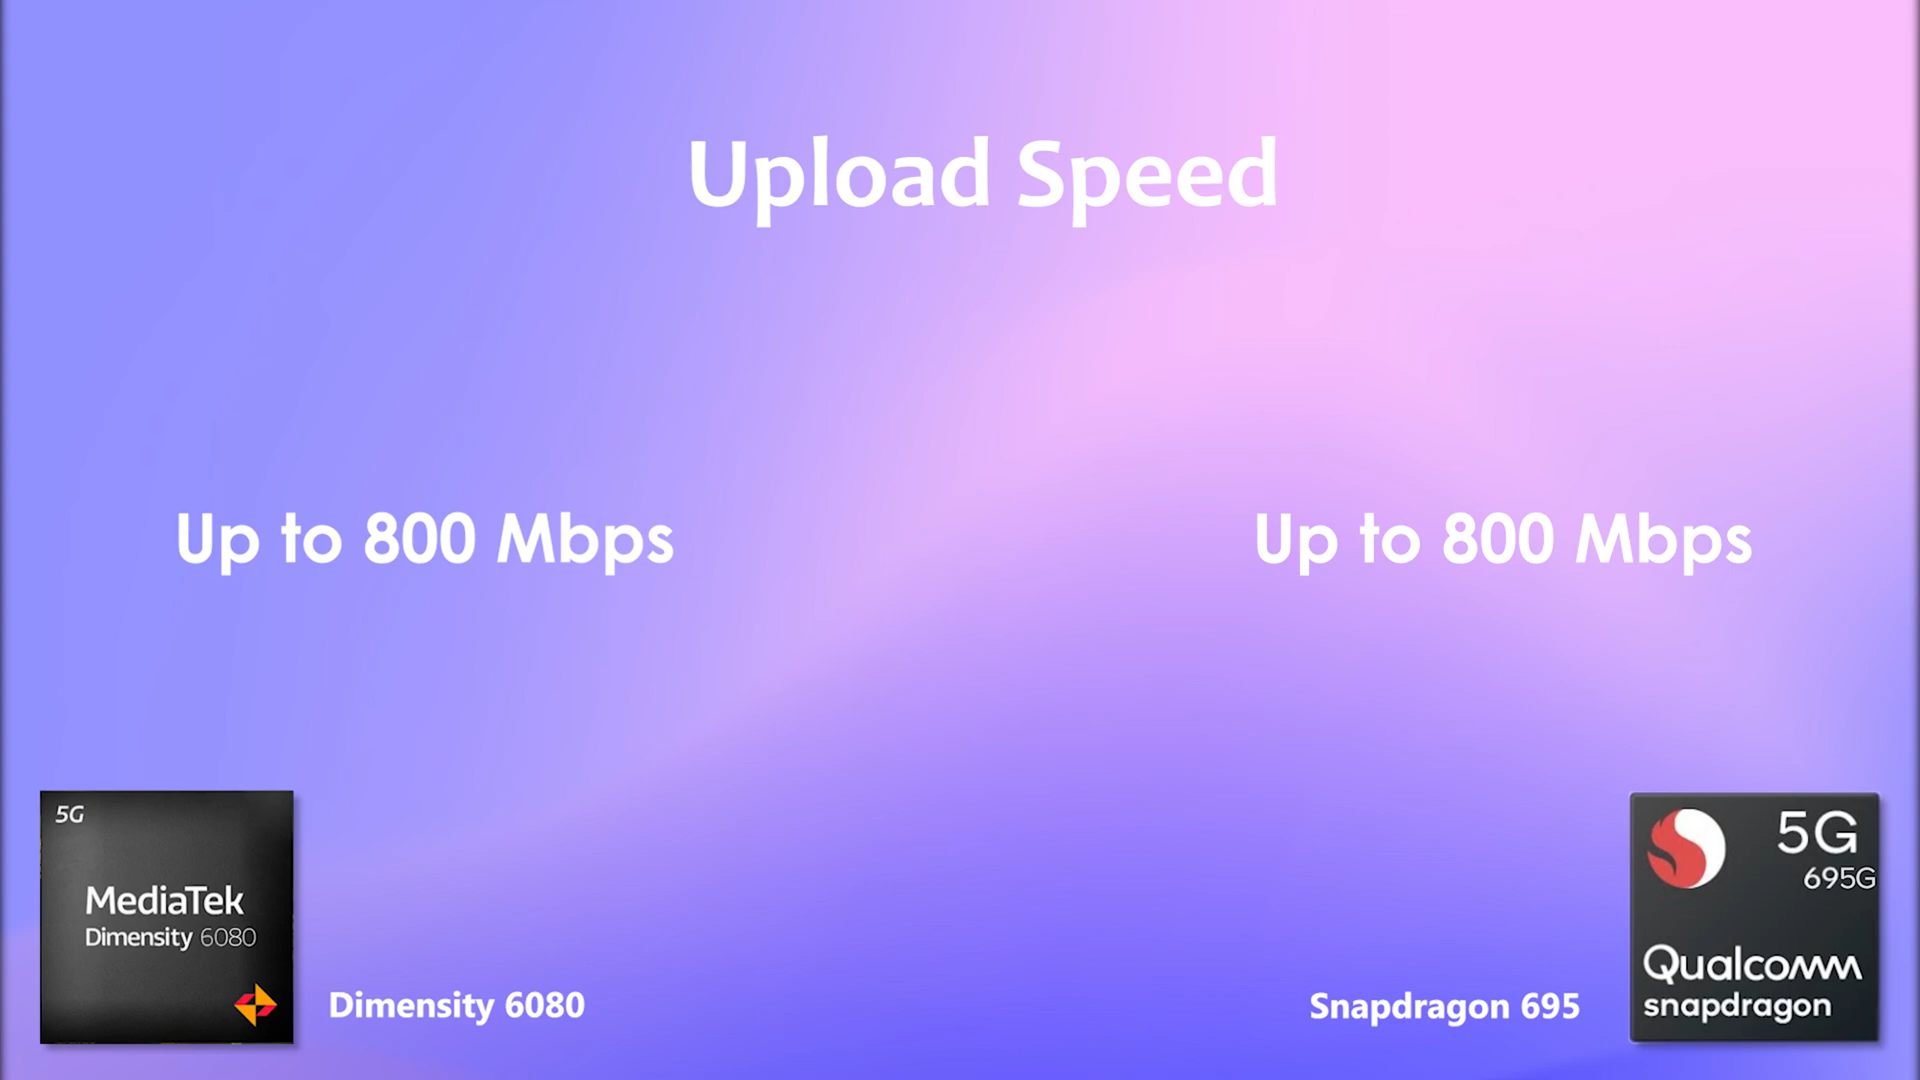 Upload Speed
Up to 800 Mbps
Up to 800 Mbps
5G
MediaTek
Dimensity 6080
Dimensity 6080
Snapdragon 695
5G
695G
Qualcomm
snapdragon